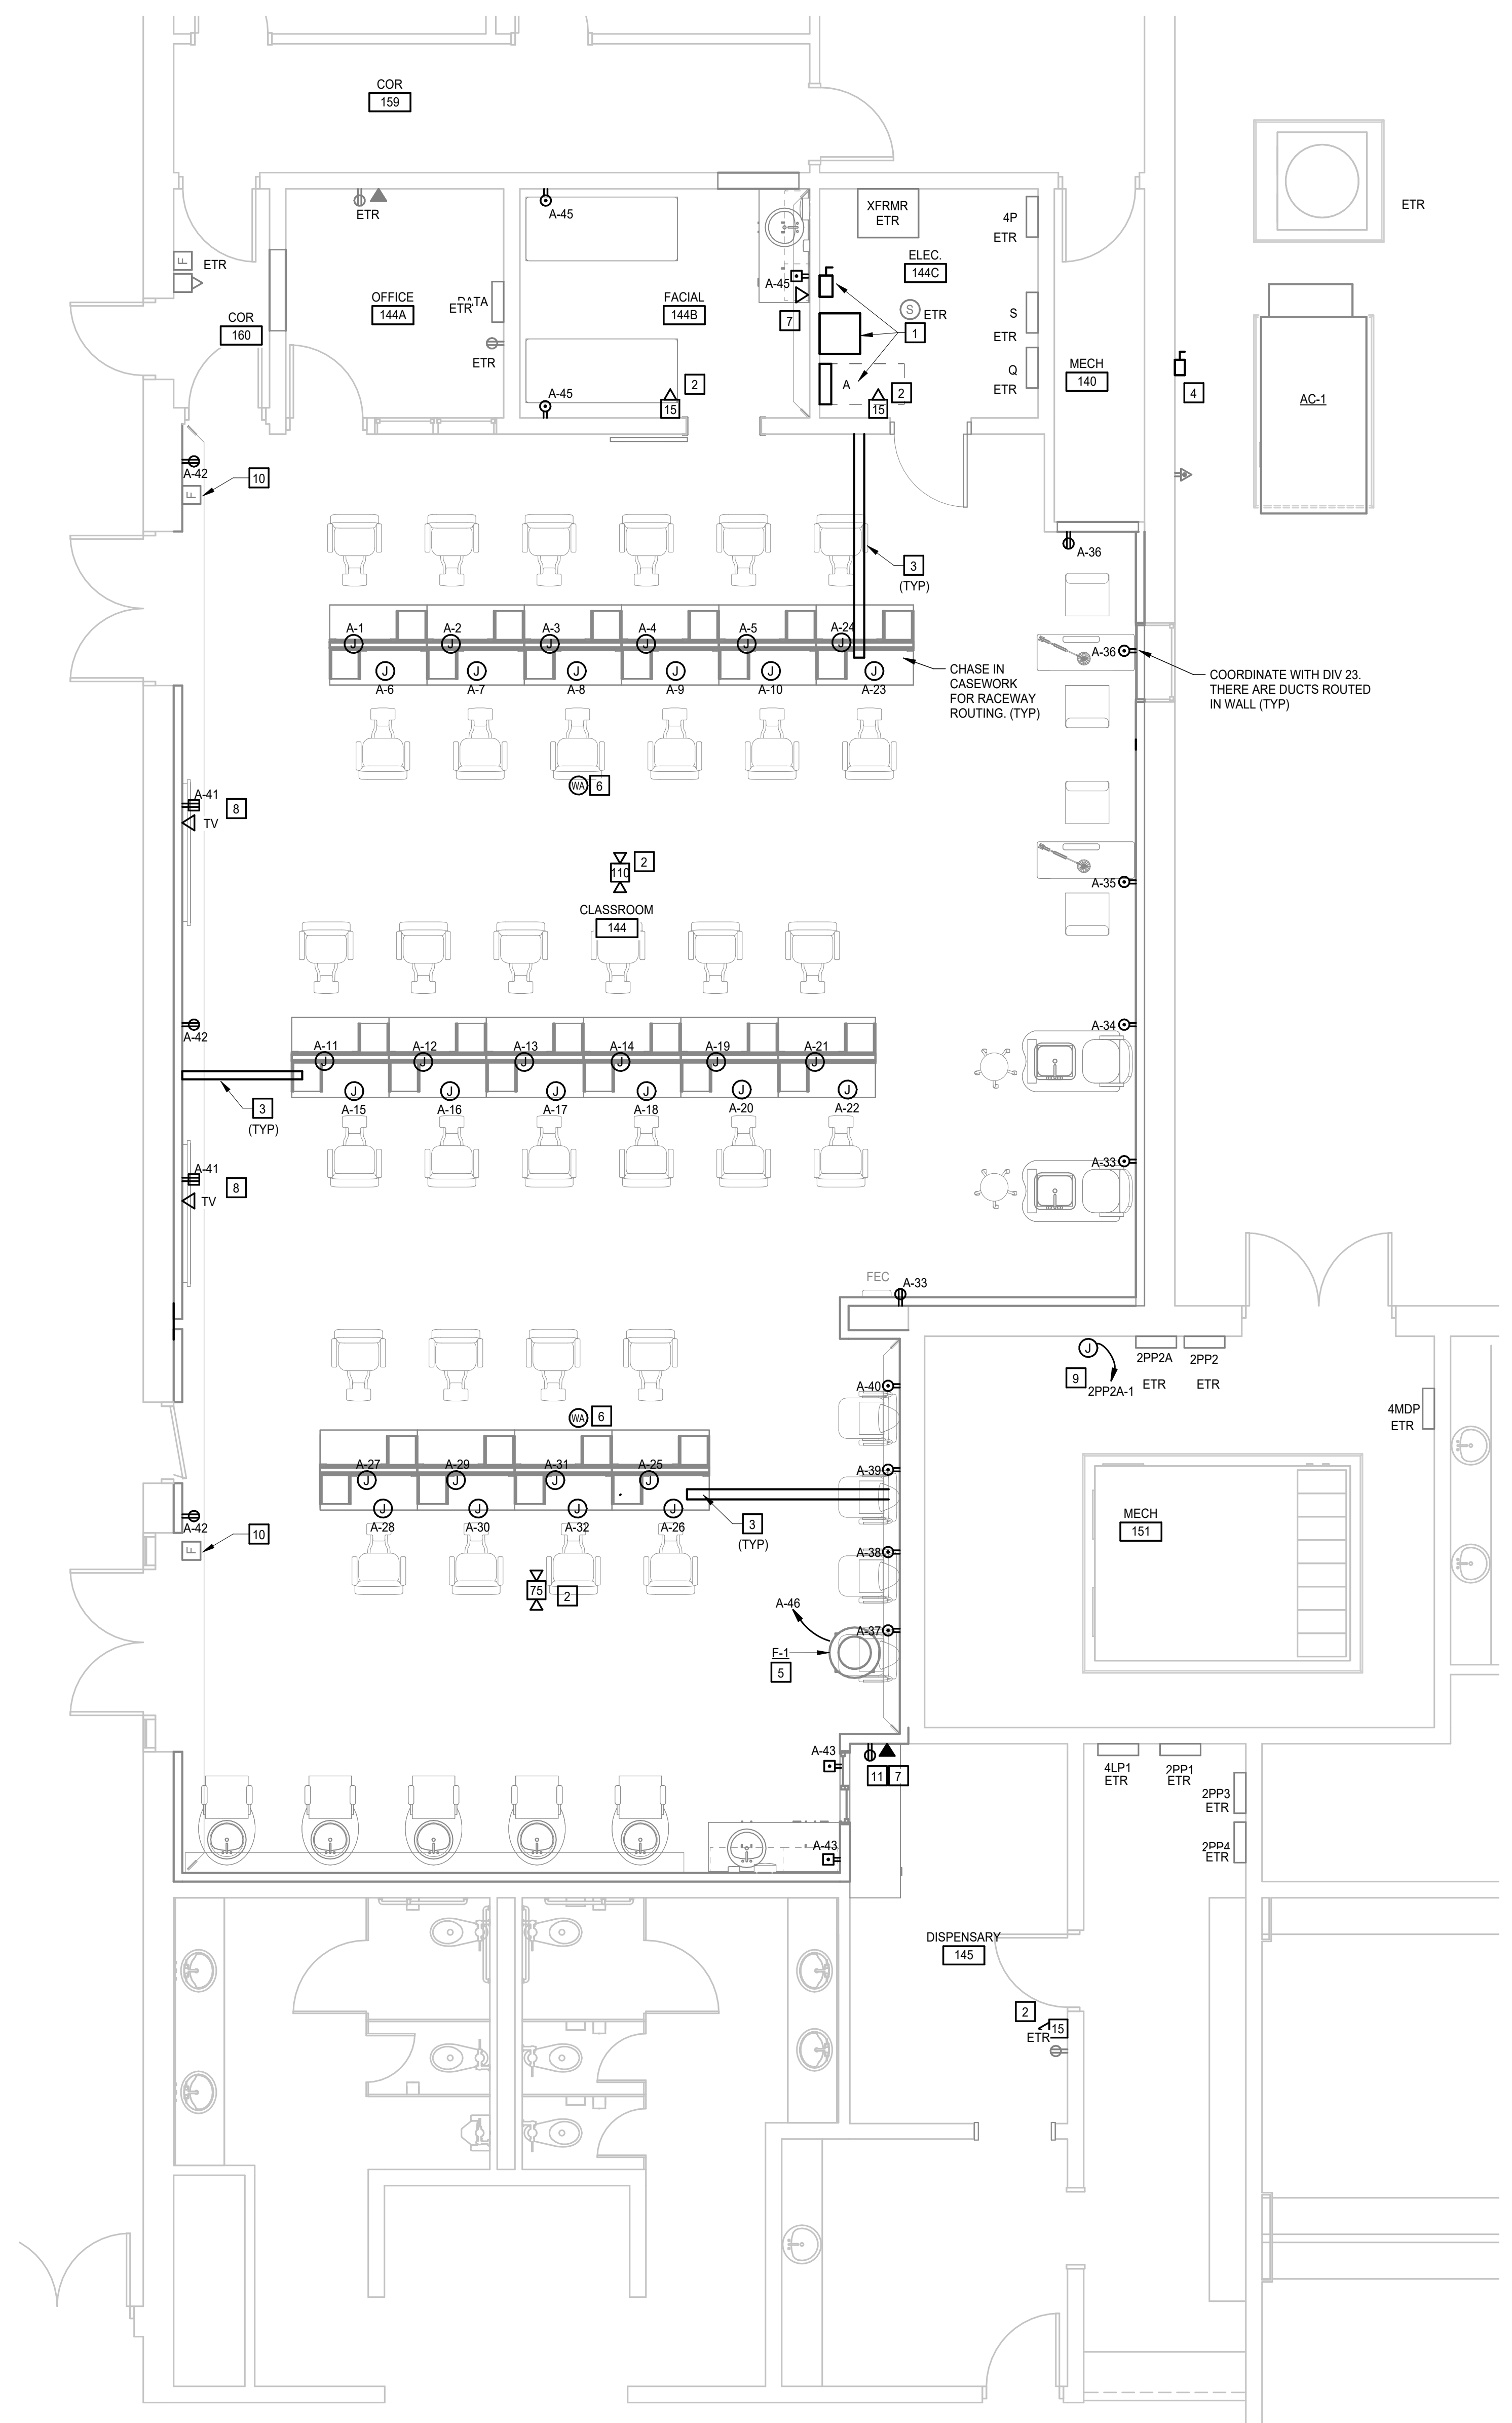 COR
159
XFRMR
ETR
4P
ETR
ETR
ETR
A-45
F
ETR
ELEC.
144C
A-45
OFFICE
144A
DATA
ETR
FACIAL
144B
7
S
ETR
1
S
ETR
COR
160
ETR
MECH
140
Q
ETR
4
AC-1
A-45
2
15
A
2
15
A-42
F
10
3
(TYP)
A-36
A-1
A-2
A-3
A-4
A-5
A-24
J
J
J
J
J
J
A-36
J
J
J
J
J
J
A-6
A-7
A-8
A-9
A-10
A-23
CHASE IN
CASEWORK
FOR RACEWAY
ROUTING. (TYP)
COORDINATE WITH DIV 23.
THERE ARE DUCTS ROUTED
IN WALL (TYP)
WA
6
A-41
8
TV
110
2
A-35
CLASSROOM
144
A-42
A-34
A-11
A-12
A-13
A-14
A-19
A-21
J
J
J
J
J
J
J
J
J
J
J
J
A-15
A-16
A-17
A-18
A-20
A-22
3
(TYP)
A-41
8
TV
A-33
FEC
A-33
J
9
2PP2A-1
2PP2A
ETR
2PP2
ETR
A-40
4MDP
ETR
WA
6
A-27
A-29
A-31
A-25
A-39
J
J
J
J
J
J
J
J
A-28
A-30
A-32
A-26
3
(TYP)
MECH
151
A-42
F
10
A-38
75
2
A-46
A-37
F-1
5
A-43
11
7
4LP1
ETR
2PP1
ETR
2PP3
ETR
A-43
2PP4
ETR
DISPENSARY
145
2
15
ETR